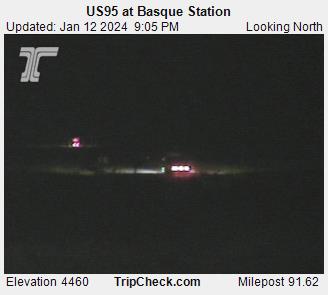 US95 at Basque Station
Updated: Jan 12 2024 9:05 PM Looking North
Elevation 4460 TripCheck.com Milepost 91.62